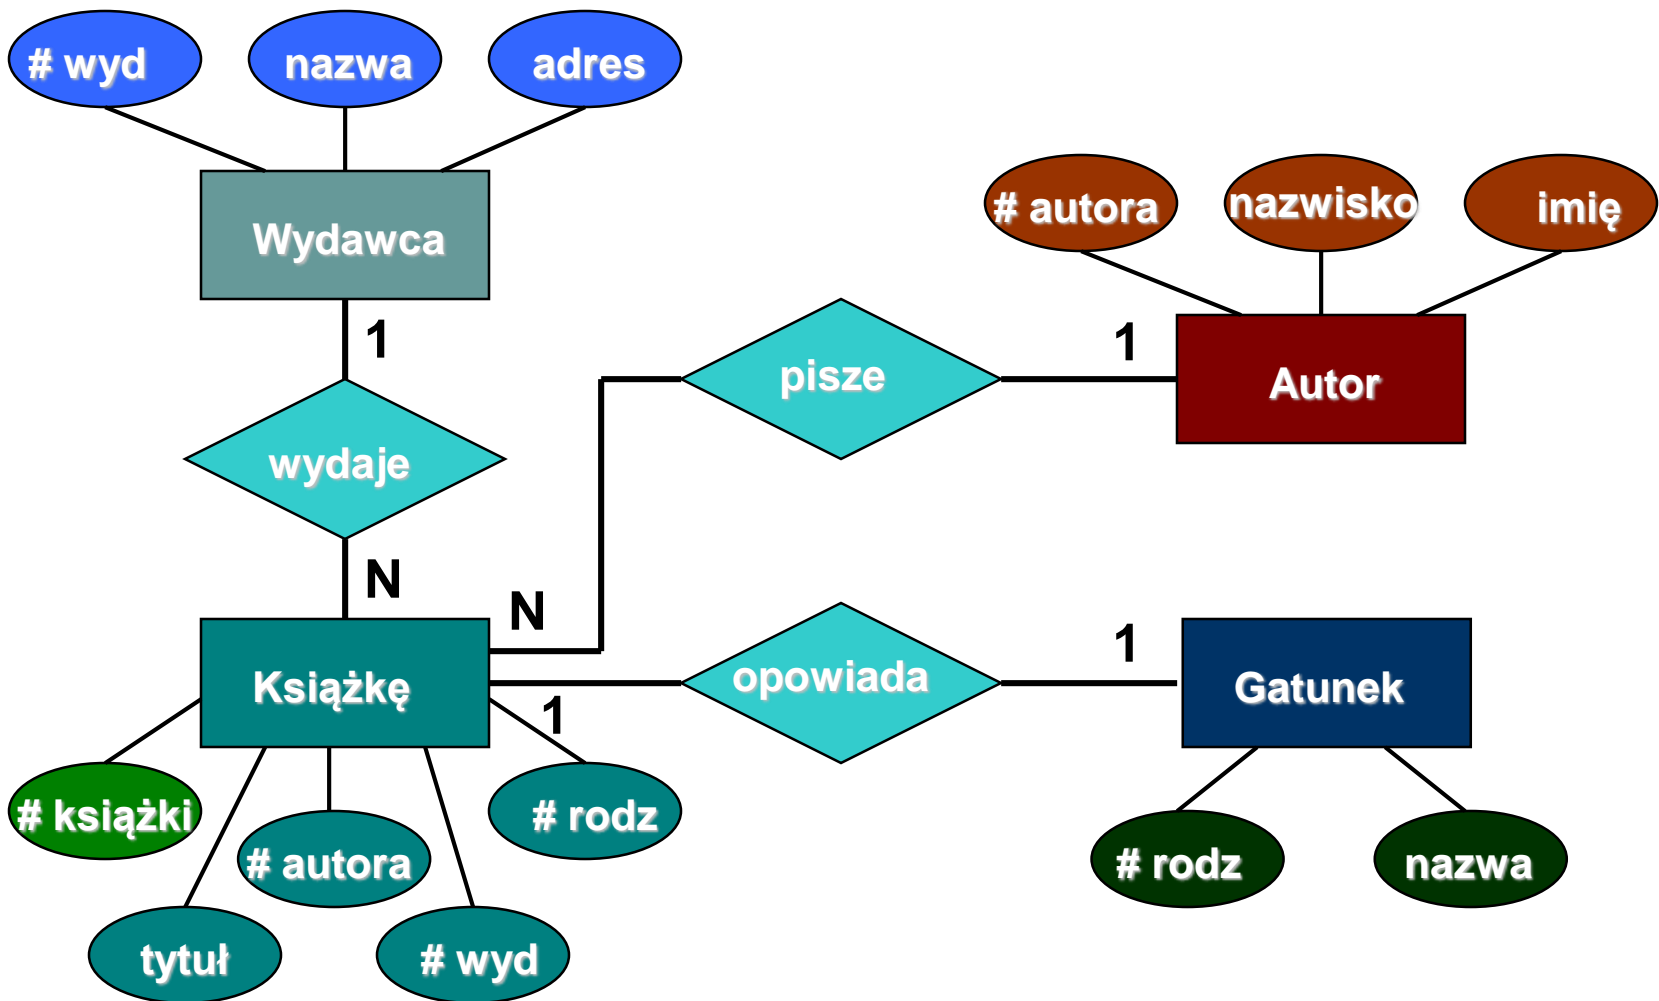 # wyd
nazwa
adres
Wydawca
# autora
nazwisko
imię
1
pisze
1
Autor
wydaje
N
N
Książkę
opowiada
1
Gatunek
1
# książki
# autora
# rodz
tytuł
# wyd
# rodz
nazwa